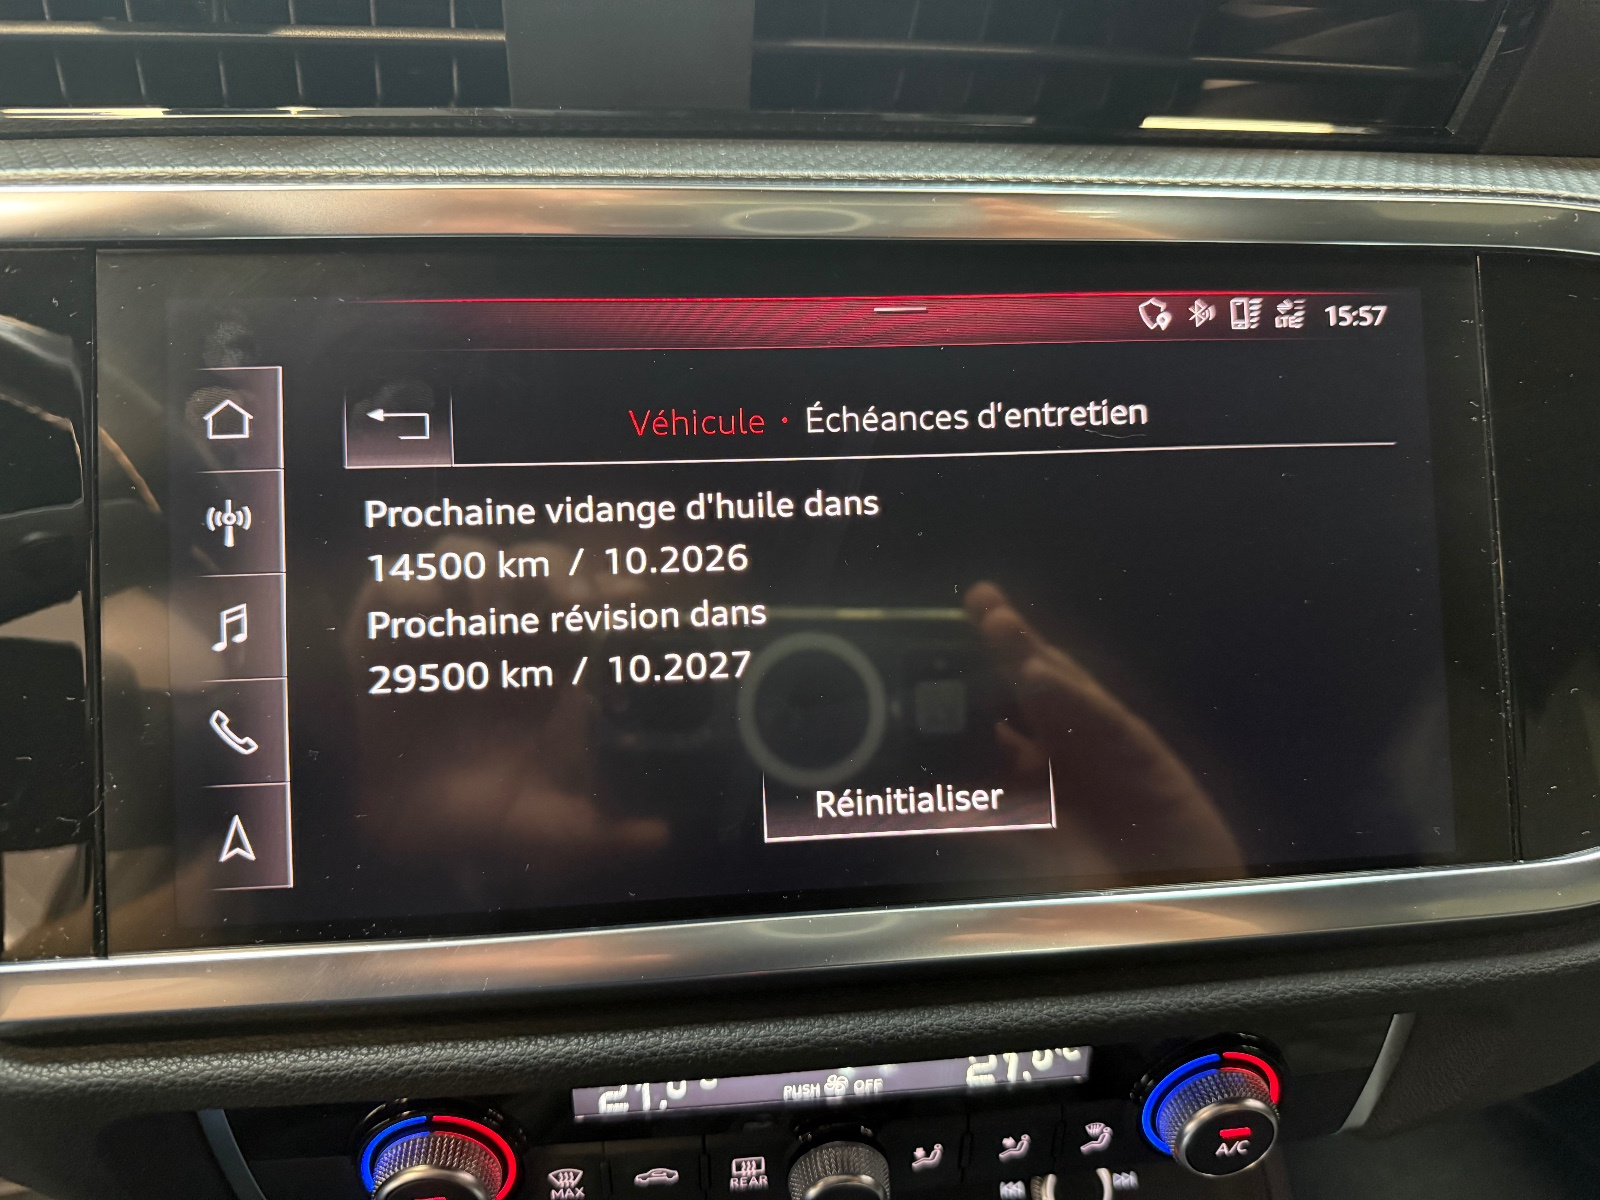 LTE 15:57
Véhicule · Échéances d'entretien
Prochaine vidange d'huile dans
14500 km / 10.2026
Prochaine révision dans
29500 km / 10.2027
Réinitialiser
PUSH OFF
A/C
MAX
REAR